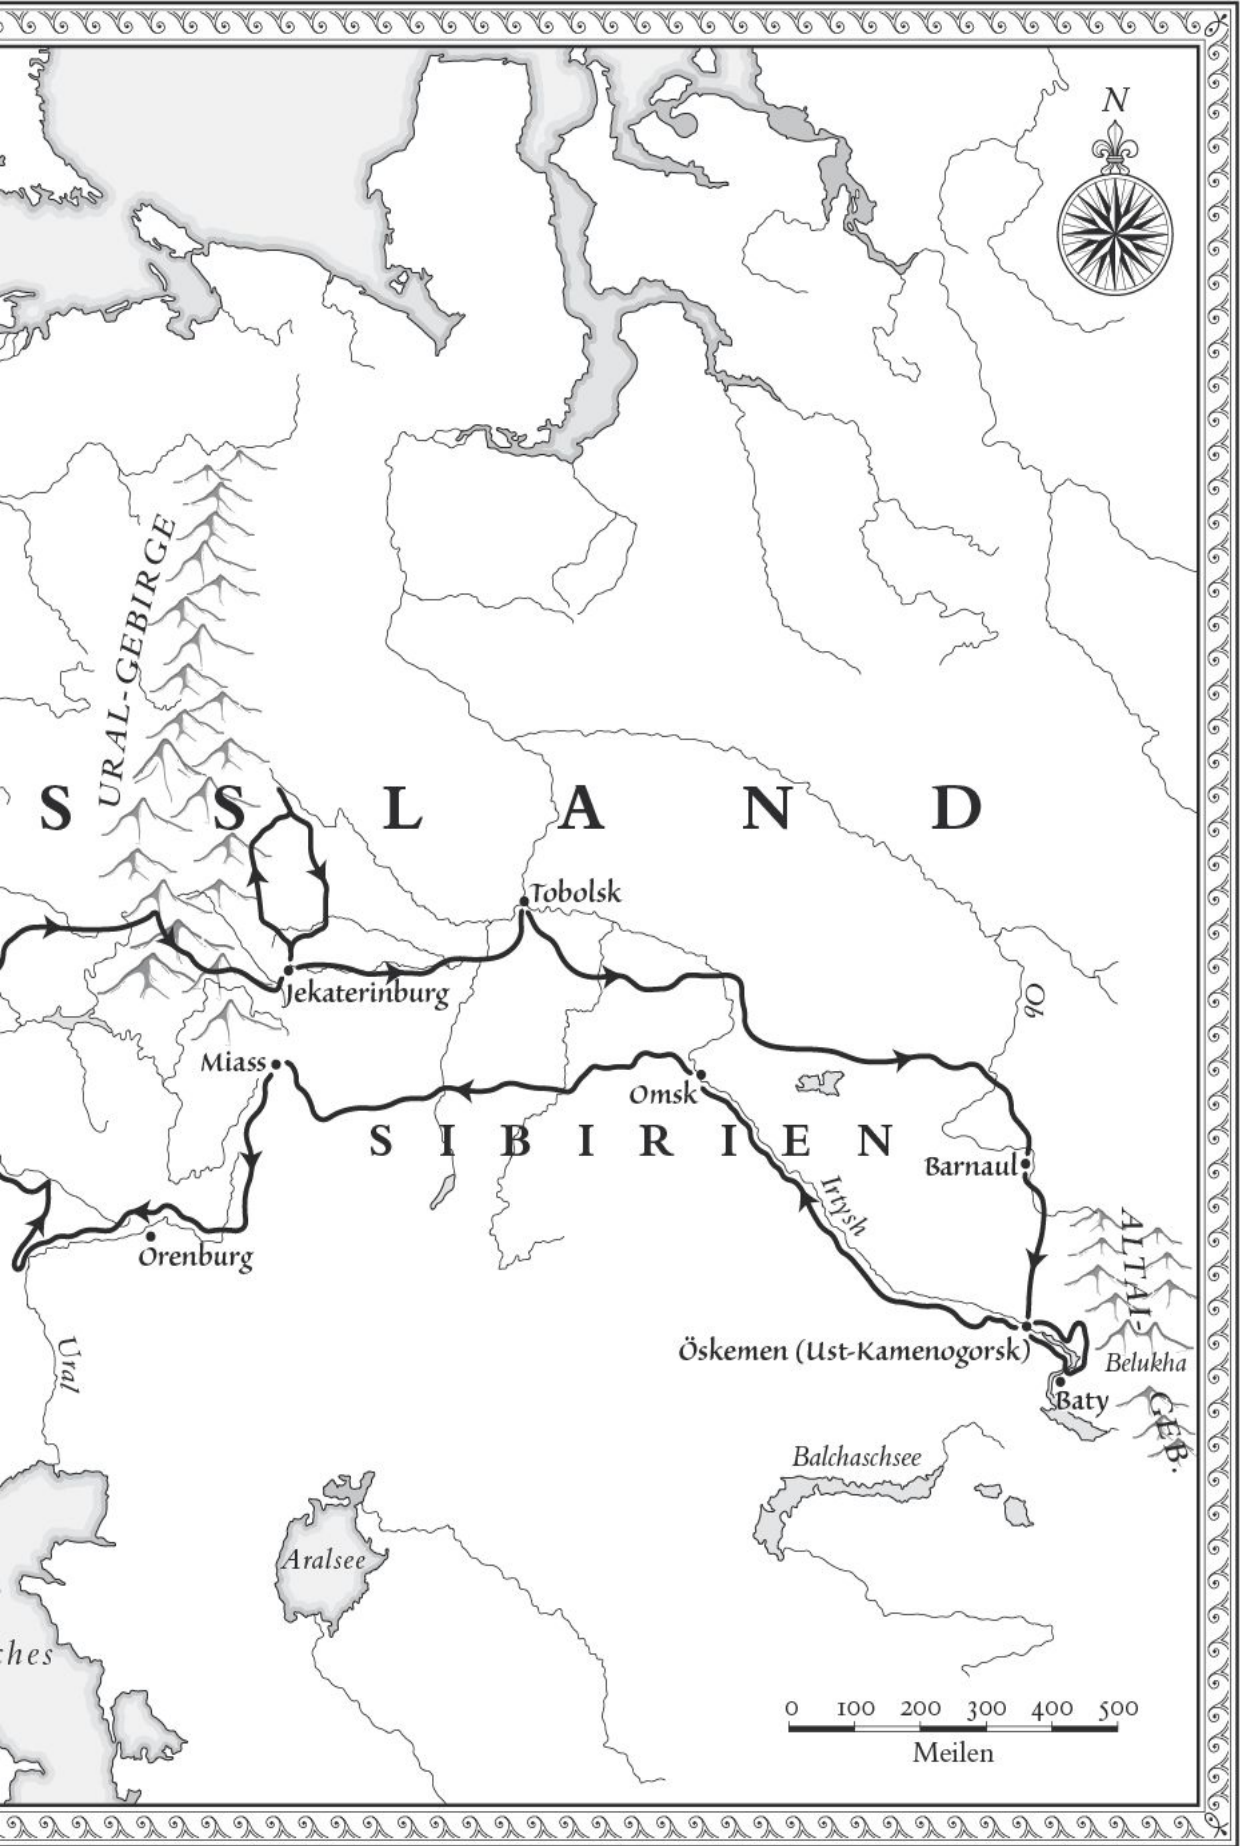 N
URAL-GEBIRGE
S S L A N D
Tobolsk
Jekaterinburg
Ob
Miass
Omsk
S I B I R I E N
Barnaul
Irtysh
Orenburg
ALTAI-
GEB.
Öskemen (Ust-Kamenogorsk)
Belukha
Ural
Baty
Balchaschsee
Aralsee
ches
0 100 200 300 400 500
Meilen